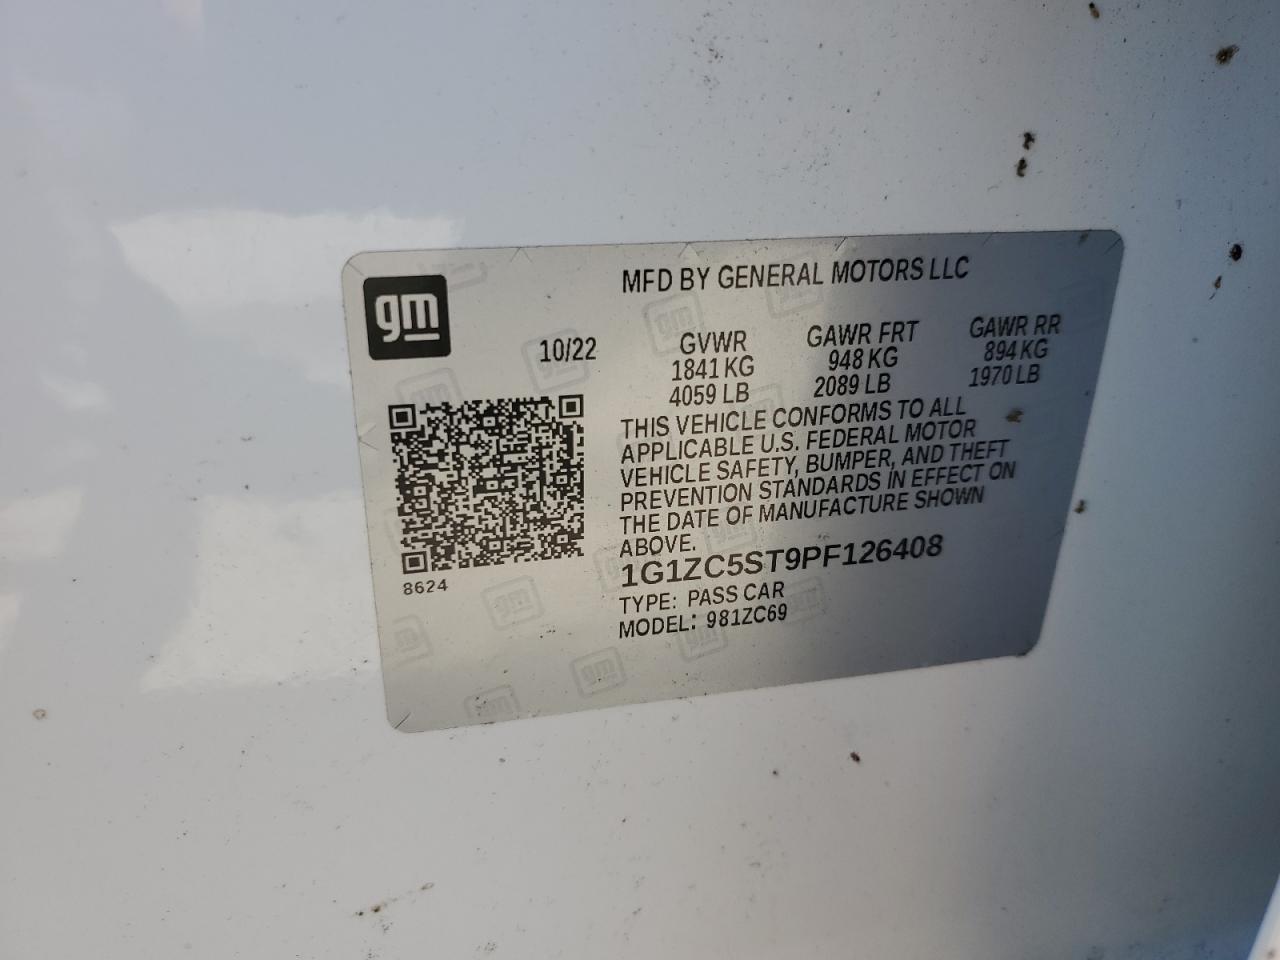 gm
MFD BY GENERAL MOTORS LLC
10/22 GVWR GAWR FRT GAWR RR
1841 KG 948 KG 894 KG
4059 LB 2089 LB 1970 LB
THIS VEHICLE CONFORMS TO ALL
APPLICABLE U.S. FEDERAL MOTOR
VEHICLE SAFETY, BUMPER, AND THEFT
PREVENTION STANDARDS IN EFFECT ON
THE DATE OF MANUFACTURE SHOWN
ABOVE.
8624
1G1ZC5ST9PF126408
TYPE: PASS CAR
MODEL: 981ZC69